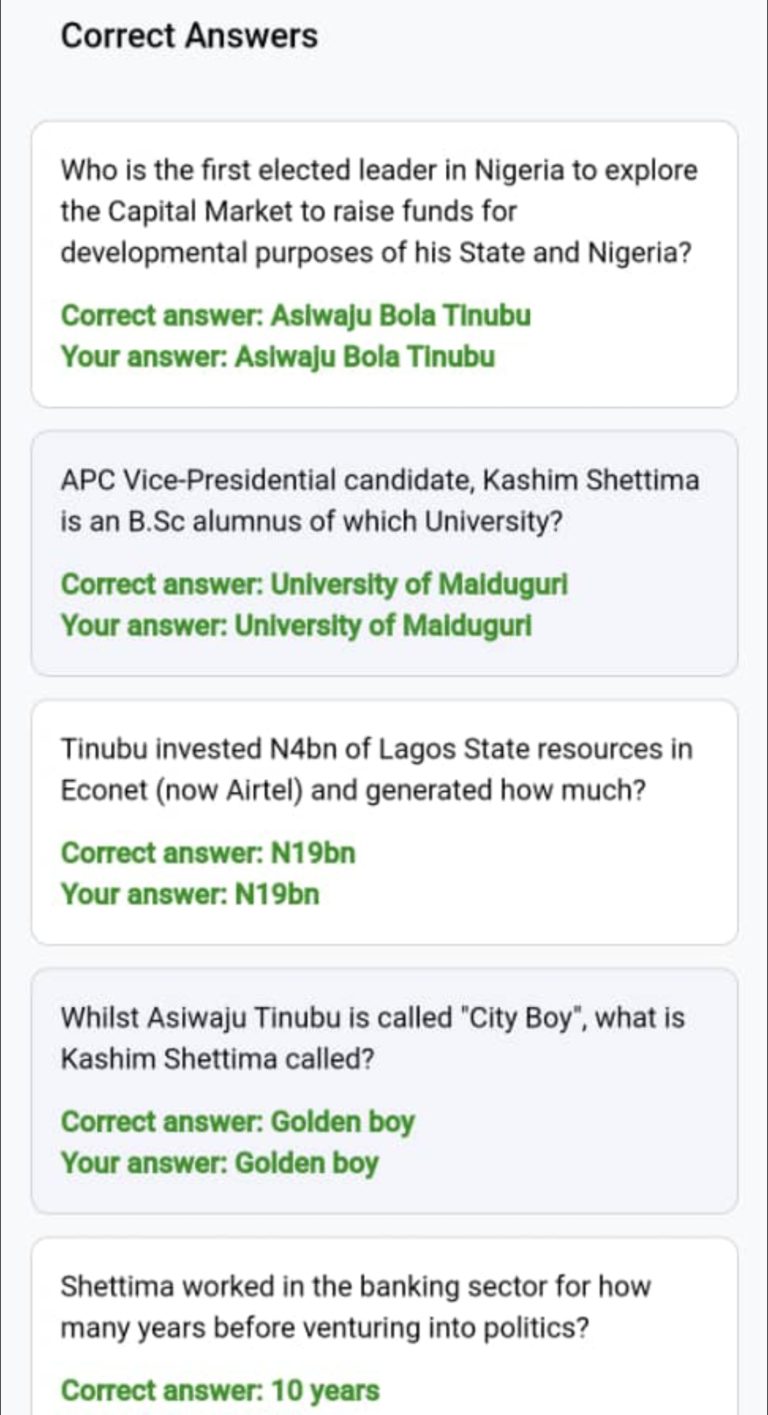 Correct Answers
Who is the first elected leader in Nigeria to explore
the Capital Market to raise funds for
developmental purposes of his State and Nigeria?
Correct answer: Asiwaju Bola Tinubu
Your answer: Asiwaju Bola Tinubu
APC Vice-Presidential candidate, Kashim Shettima
is an B.Sc alumnus of which University?
Correct answer: University of Maiduguri
Your answer: University of Maiduguri
Tinubu invested N4bn of Lagos State resources in
Econet (now Airtel) and generated how much?
Correct answer: N19bn
Your answer: N19bn
Whilst Asiwaju Tinubu is called "City Boy", what is
Kashim Shettima called?
Correct answer: Golden boy
Your answer: Golden boy
Shettima worked in the banking sector for how
many years before venturing into politics?
Correct answer: 10 years